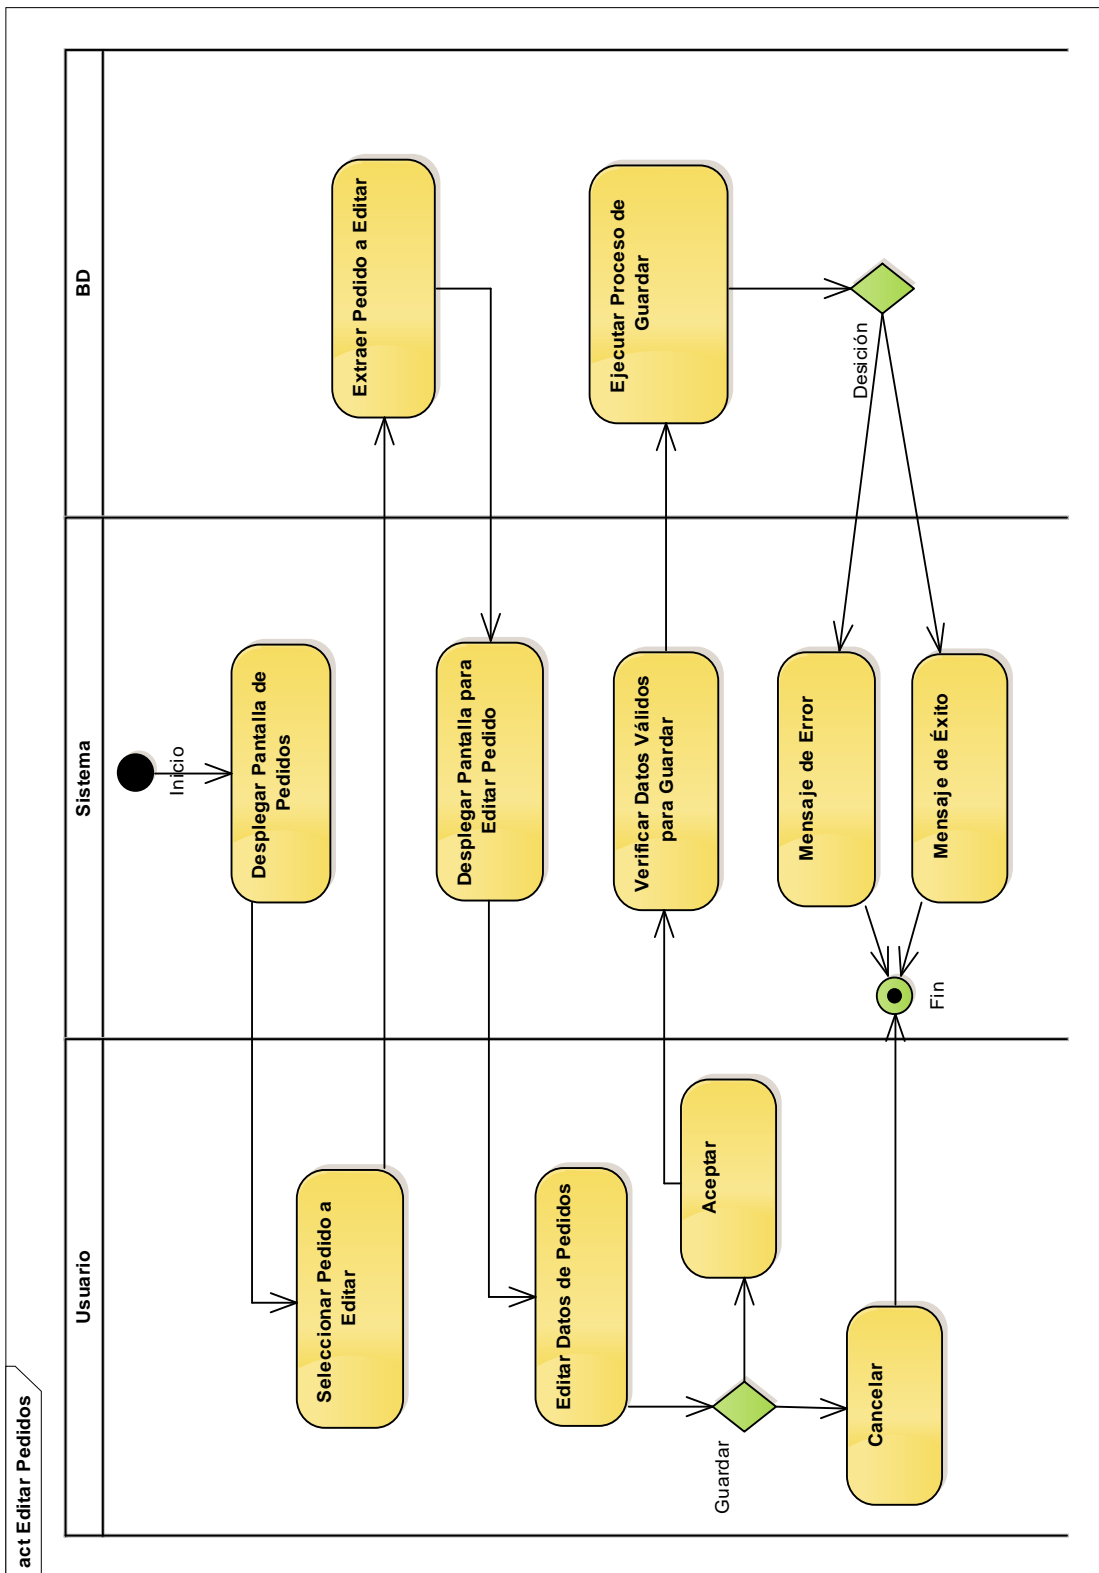 act Editar Pedidos
Usuario
Sistema
BD
Inicio
Desplegar Pantalla de
Pedidos
Seleccionar Pedido a
Editar
Extraer Pedido a Editar
Desplegar Pantalla para
Editar Pedido
Editar Datos de Pedidos
Guardar
Aceptar
Cancelar
Verificar Datos Válidos
para Guardar
Ejecutar Proceso de
Guardar
Desición
Mensaje de Error
Mensaje de Éxito
Fin